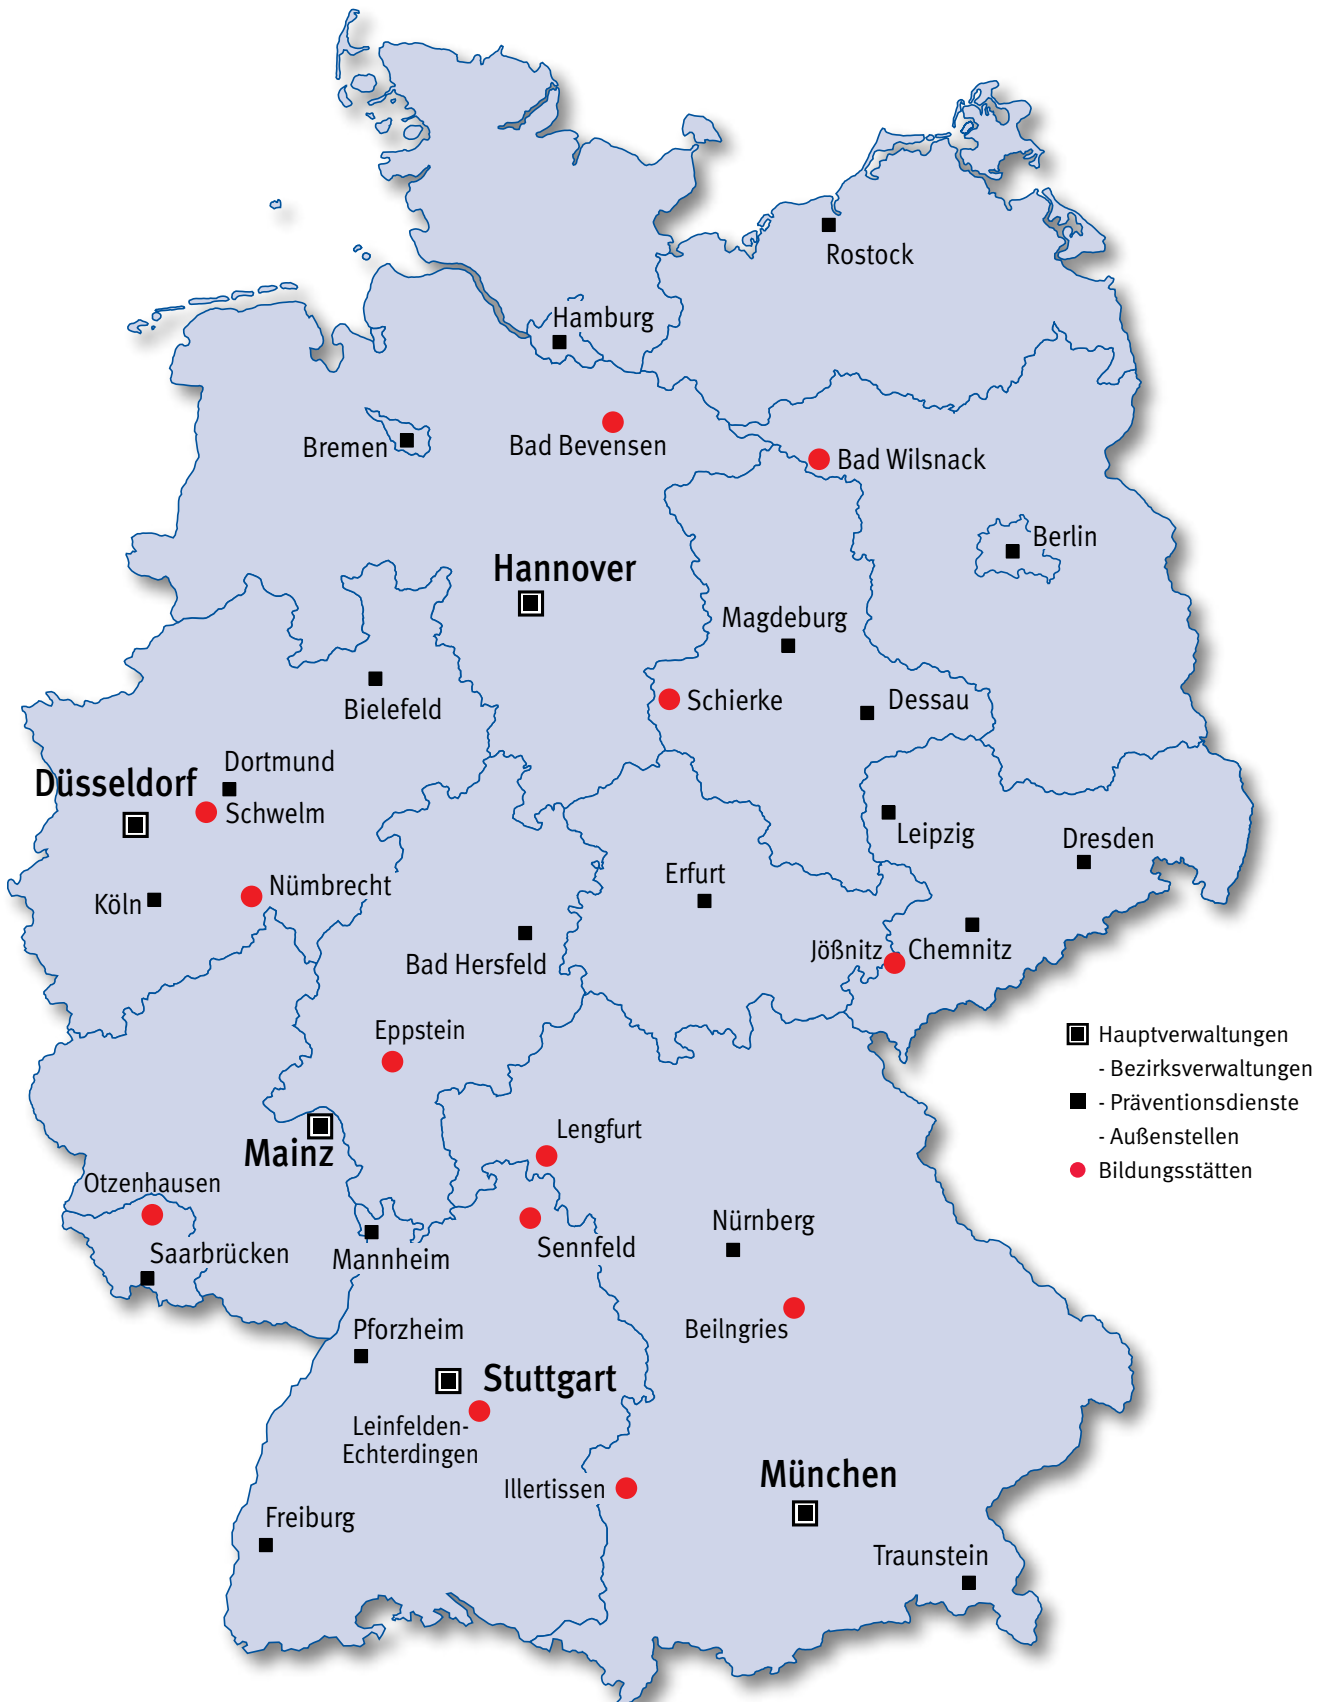 Rostock
Hamburg
Bremen
Bad Bevensen
Bad Wilsnack
Berlin
Hannover
Magdeburg
Bielefeld
Schierke
Dessau
Dortmund
Düsseldorf
Schwelm
Leipzig
Dresden
Köln
Nümbrecht
Erfurt
Bad Hersfeld
Jößnitz
Chemnitz
Eppstein
Hauptverwaltungen
- Bezirksverwaltungen
- Präventionsdienste
- Außenstellen
Bildungsstätten
Mainz
Lengfurt
Otzenhausen
Saarbrücken
Mannheim
Sennfeld
Nürnberg
Beilngries
Pforzheim
Stuttgart
Leinfelden-
Echterdingen
Illertissen
München
Freiburg
Traunstein